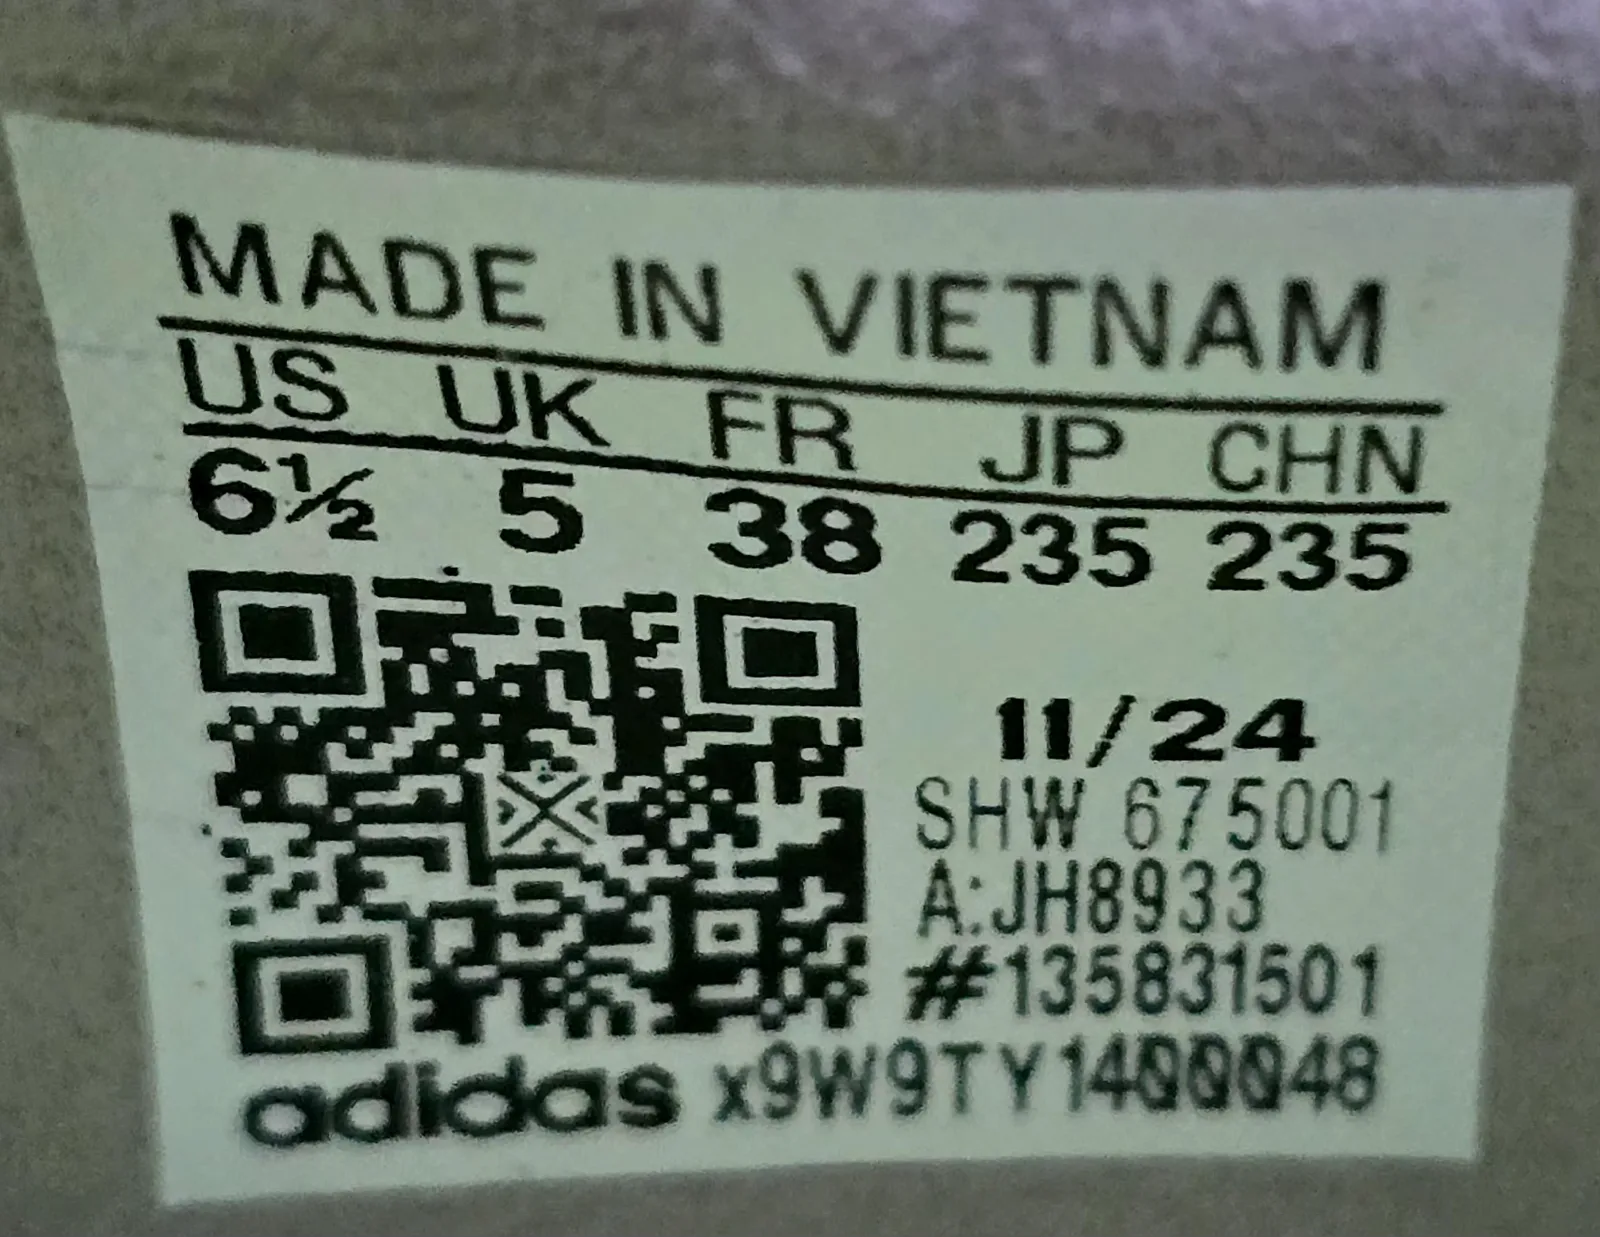 MADE IN VIETNAM
US UK FR JP CHN
6½ 5 38 235 235
11/24
SHW 675001
A:JH8933
#135831501
adidas x9W9TY1400048